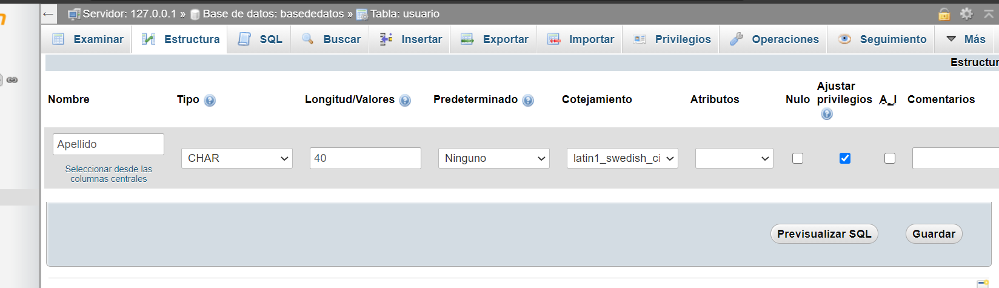 Servidor: 127.0.0.1 » Base de datos: basededatos » Tabla: usuario
Examinar Estructura SQL Buscar Insertar Exportar Importar Privilegios Operaciones Seguimiento Más
Estructur
Nombre Tipo Longitud/Valores Predeterminado Cotejamiento Atributos Nulo Ajustar privilegios A_I Comentarios
Apellido CHAR 40 Ninguno latin1_swedish_ci
Seleccionar desde las
columnas centrales
Previsualizar SQL Guardar